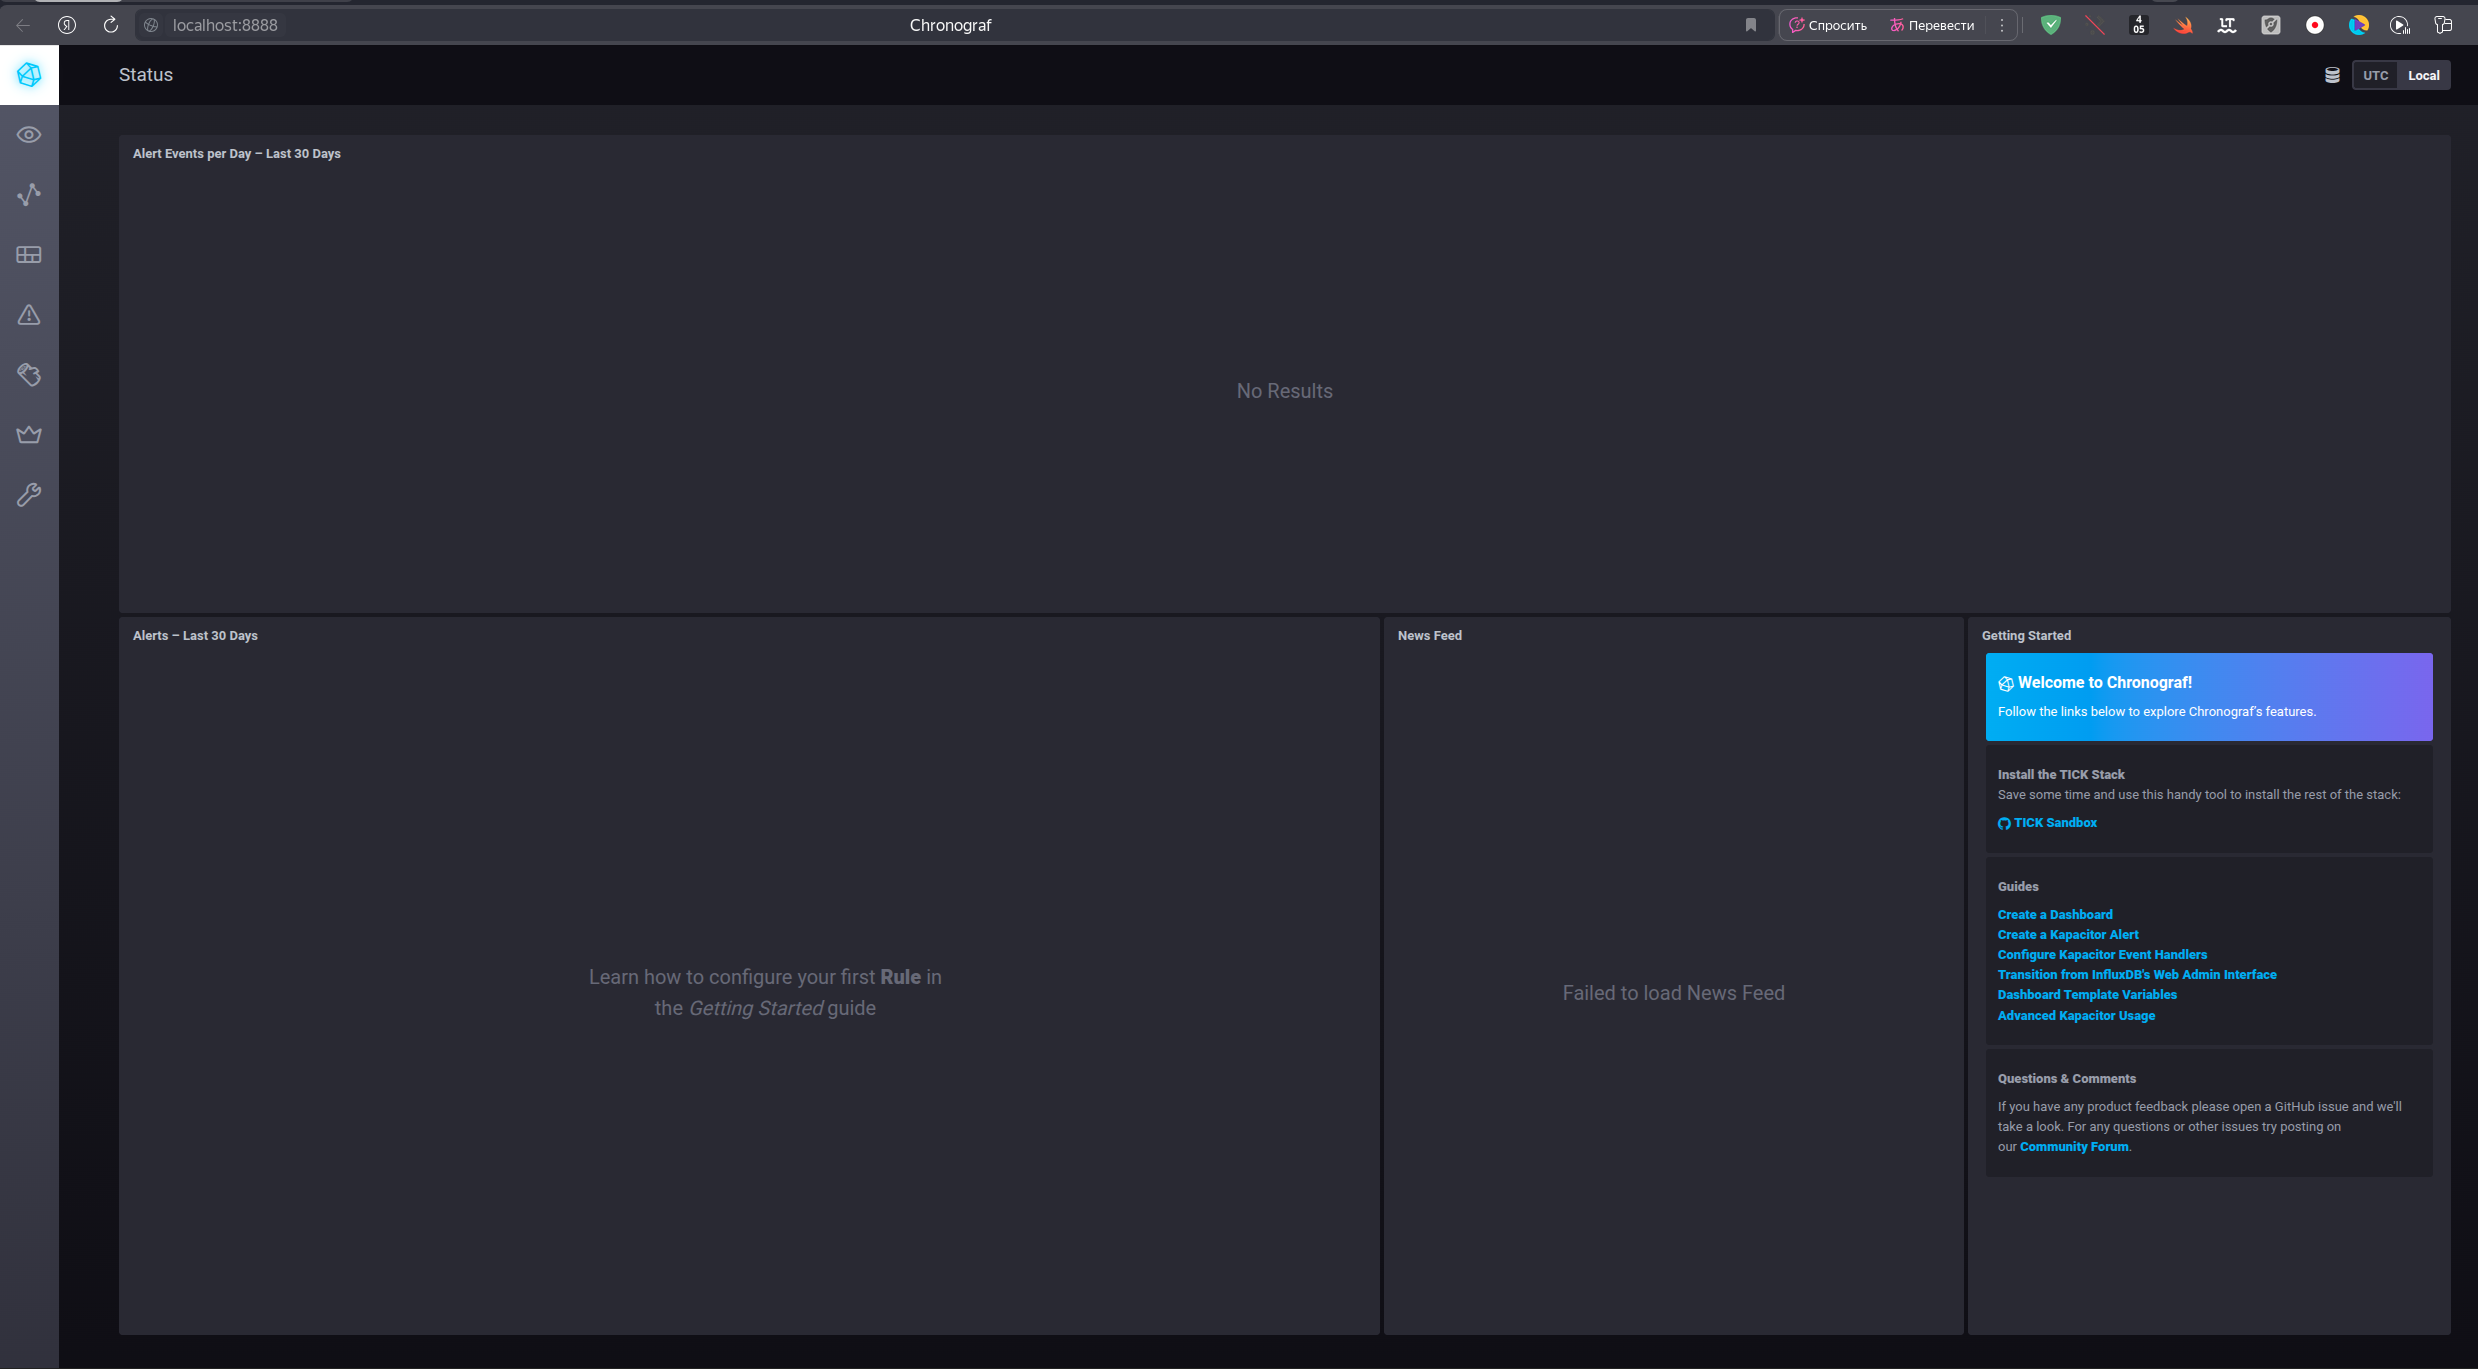 localhost:8888
Chronograf
Спросить
Перевести
4
05
LT
Status
UTC
Local
Alert Events per Day – Last 30 Days
No Results
Alerts – Last 30 Days
Learn how to configure your first Rule in
the Getting Started guide
News Feed
Failed to load News Feed
Getting Started
Welcome to Chronograf!
Follow the links below to explore Chronograf's features.
Install the TICK Stack
Save some time and use this handy tool to install the rest of the stack:
TICK Sandbox
Guides
Create a Dashboard
Create a Kapacitor Alert
Configure Kapacitor Event Handlers
Transition from InfluxDB's Web Admin Interface
Dashboard Template Variables
Advanced Kapacitor Usage
Questions & Comments
If you have any product feedback please open a GitHub issue and we'll
take a look. For any questions or other issues try posting on
our Community Forum.